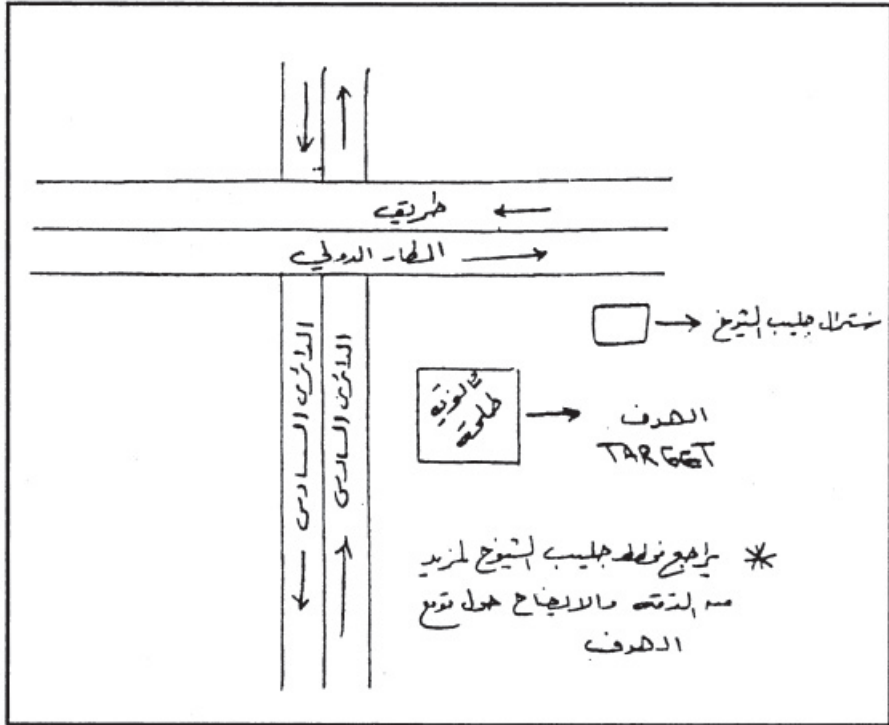 طريق
المطار الدولي
سنترال جليب الشيوخ
ثانوية
طلحة
الهدف
TARGET
الدائري السادس
الدائري السادس
* يراجع مخطط جليب الشيوخ لمزيد
من الدقة والايضاح حول موقع
الهدف